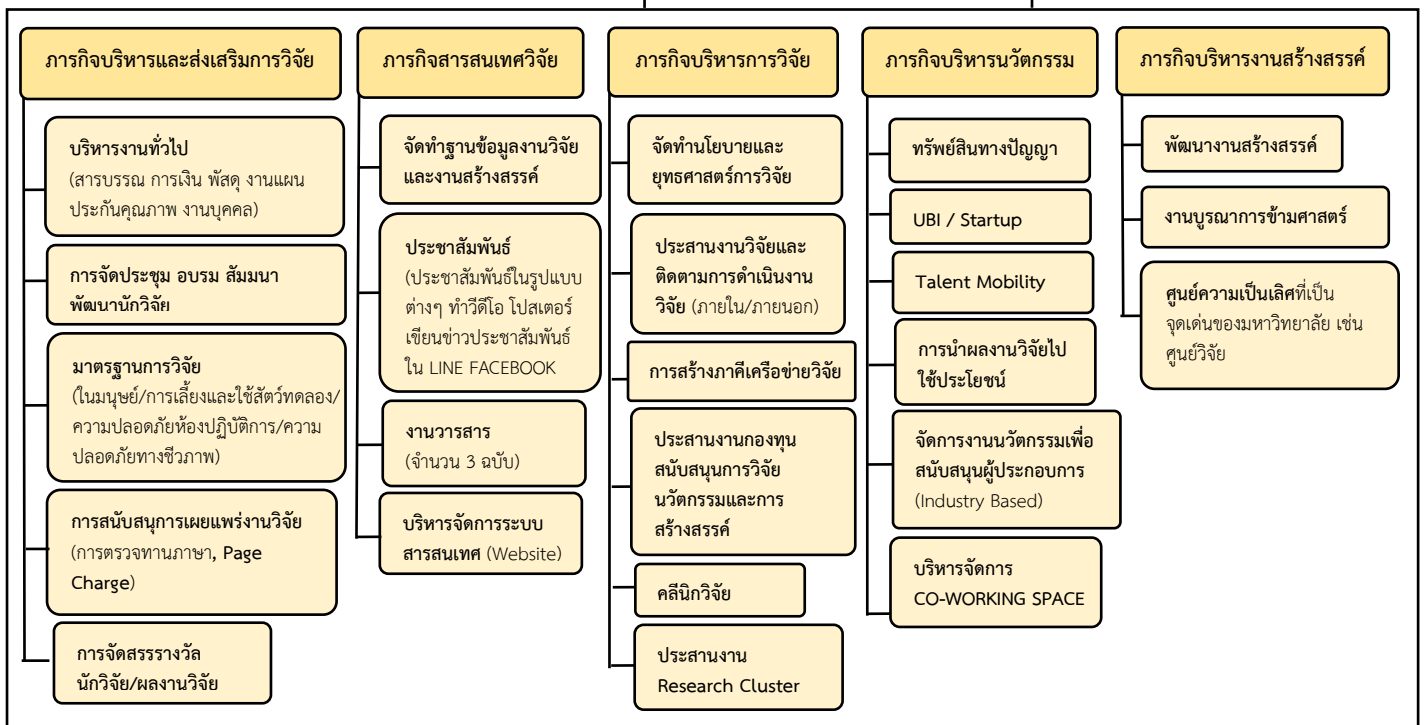 ภารกิจบริหารและส่งเสริมการวิจัย
บริหารงานทั่วไป
(สารบรรณ การเงิน พัสดุ งานแผน
ประกันคุณภาพ งานบุคคล)
การจัดประชุม อบรม สัมมนา
พัฒนานักวิจัย
มาตรฐานการวิจัย
(ในมนุษย์/การเลี้ยงและใช้สัตว์ทดลอง/
ความปลอดภัยห้องปฏิบัติการ/ความ
ปลอดภัยทางชีวภาพ)
การสนับสนุการเผยแพร่งานวิจัย
(การตรวจทานภาษา, Page
Charge)
การจัดสรรรางวัล
นักวิจัย/ผลงานวิจัย
ภารกิจสารสนเทศวิจัย
จัดทำฐานข้อมูลงานวิจัย
และงานสร้างสรรค์
ประชาสัมพันธ์
(ประชาสัมพันธ์ในรูปแบบ
ต่างๆ ทำวีดีโอ โปสเตอร์
เขียนข่าวประชาสัมพันธ์
ใน LINE FACEBOOK
งานวารสาร
(จำนวน 3 ฉบับ)
บริหารจัดการระบบ
สารสนเทศ (Website)
ภารกิจบริหารการวิจัย
จัดทำนโยบายและ
ยุทธศาสตร์การวิจัย
ประสานงานวิจัยและ
ติดตามการดำเนินงาน
วิจัย (ภายใน/ภายนอก)
การสร้างภาคีเครือข่ายวิจัย
ประสานงานกองทุน
สนับสนุนการวิจัย
นวัตกรรมและการ
สร้างสรรค์
คลีนิกวิจัย
ประสานงาน
Research Cluster
ภารกิจบริหารนวัตกรรม
ทรัพย์สินทางปัญญา
UBI / Startup
Talent Mobility
การนำผลงานวิจัยไป
ใช้ประโยชน์
จัดการงานนวัตกรรมเพื่อ
สนับสนุนผู้ประกอบการ
(Industry Based)
บริหารจัดการ
CO-WORKING SPACE
ภารกิจบริหารงานสร้างสรรค์
พัฒนางานสร้างสรรค์
งานบูรณาการข้ามศาสตร์
ศูนย์ความเป็นเลิศที่เป็น
จุดเด่นของมหาวิทยาลัย เช่น
ศูนย์วิจัย